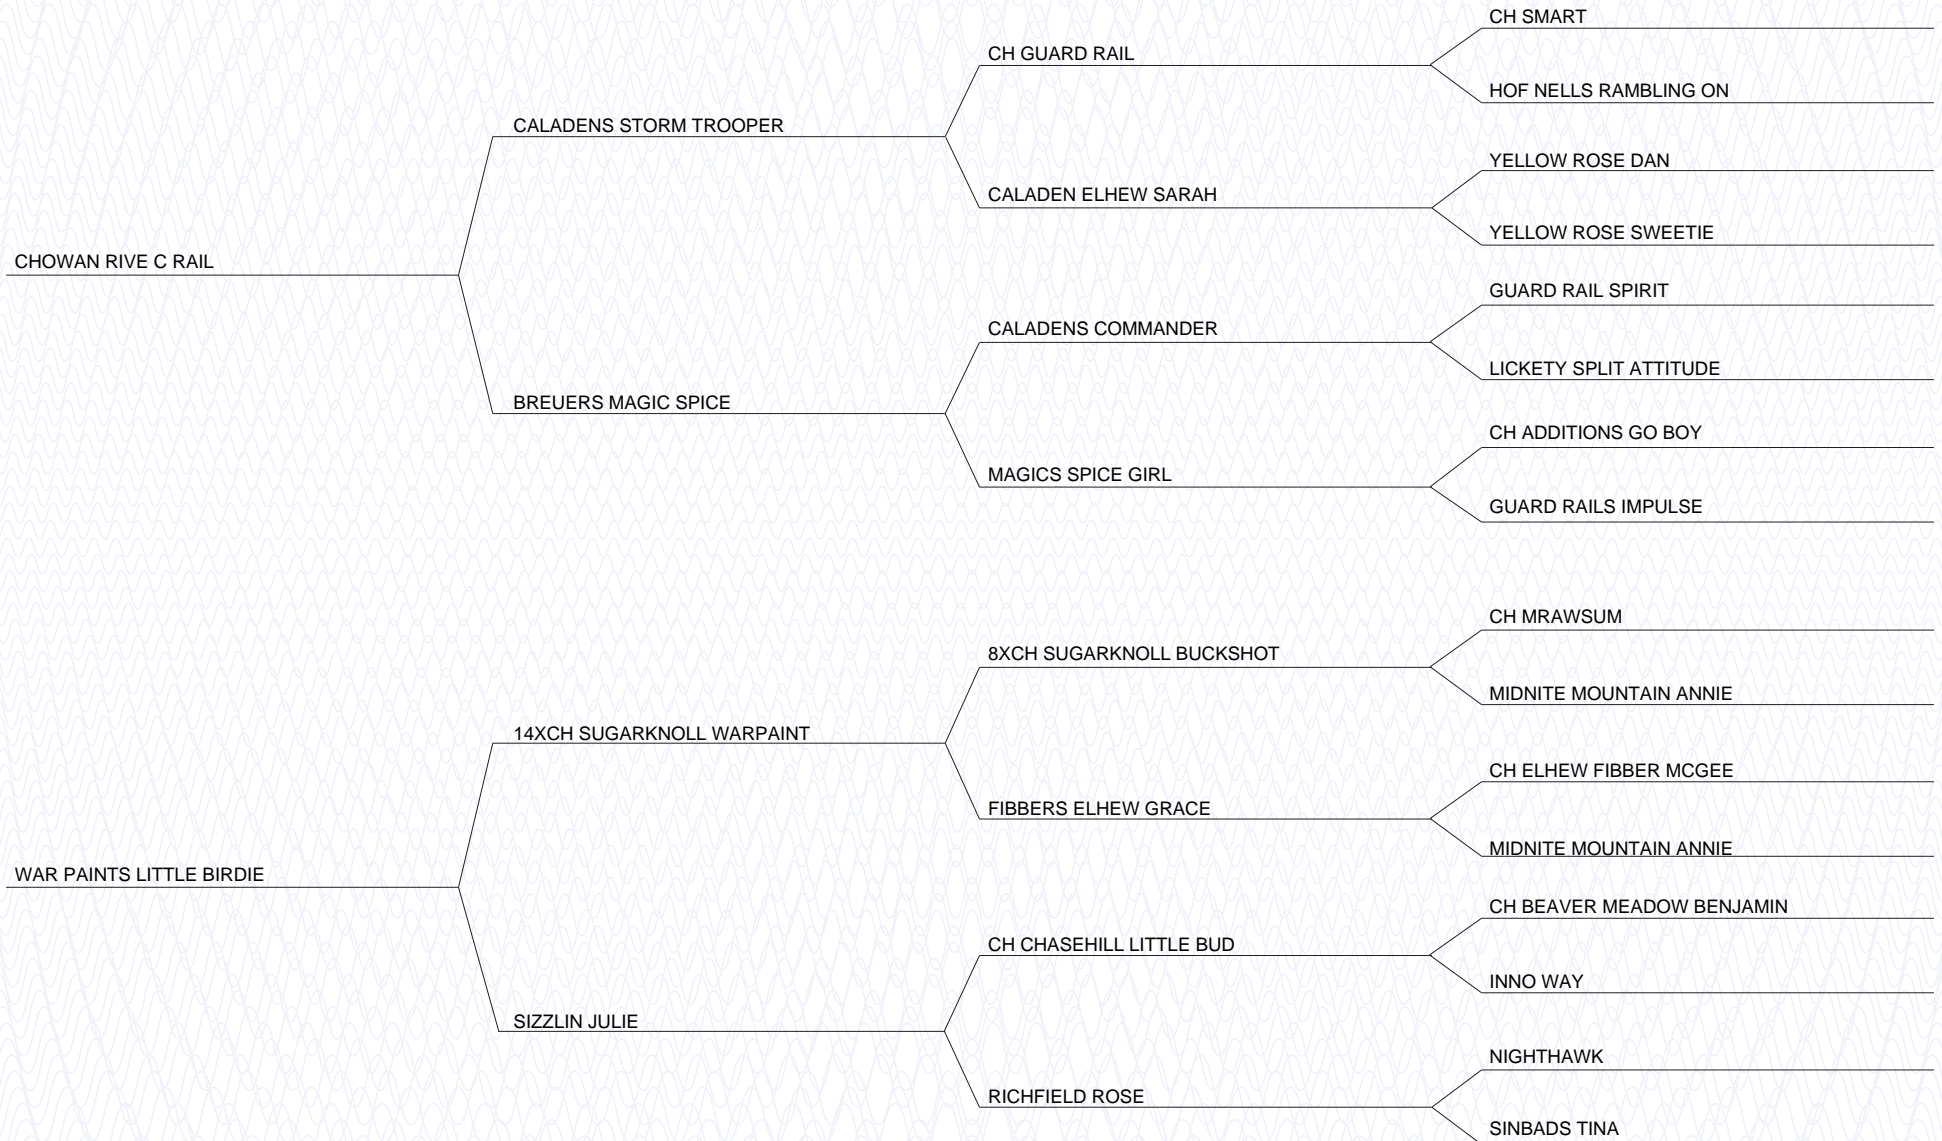 CH SMART
CH GUARD RAIL
HOF NELLS RAMBLING ON
CALADENS STORM TROOPER
YELLOW ROSE DAN
CALADEN ELHEW SARAH
YELLOW ROSE SWEETIE
CHOWAN RIVE C RAIL
GUARD RAIL SPIRIT
CALADENS COMMANDER
LICKETY SPLIT ATTITUDE
BREUERS MAGIC SPICE
CH ADDITIONS GO BOY
MAGICS SPICE GIRL
GUARD RAILS IMPULSE
CH MRAWSUM
8XCH SUGARKNOLL BUCKSHOT
MIDNITE MOUNTAIN ANNIE
14XCH SUGARKNOLL WARPAINT
CH ELHEW FIBBER MCGEE
FIBBERS ELHEW GRACE
MIDNITE MOUNTAIN ANNIE
WAR PAINTS LITTLE BIRDIE
CH BEAVER MEADOW BENJAMIN
CH CHASEHILL LITTLE BUD
INNO WAY
SIZZLIN JULIE
NIGHTHAWK
RICHFIELD ROSE
SINBADS TINA